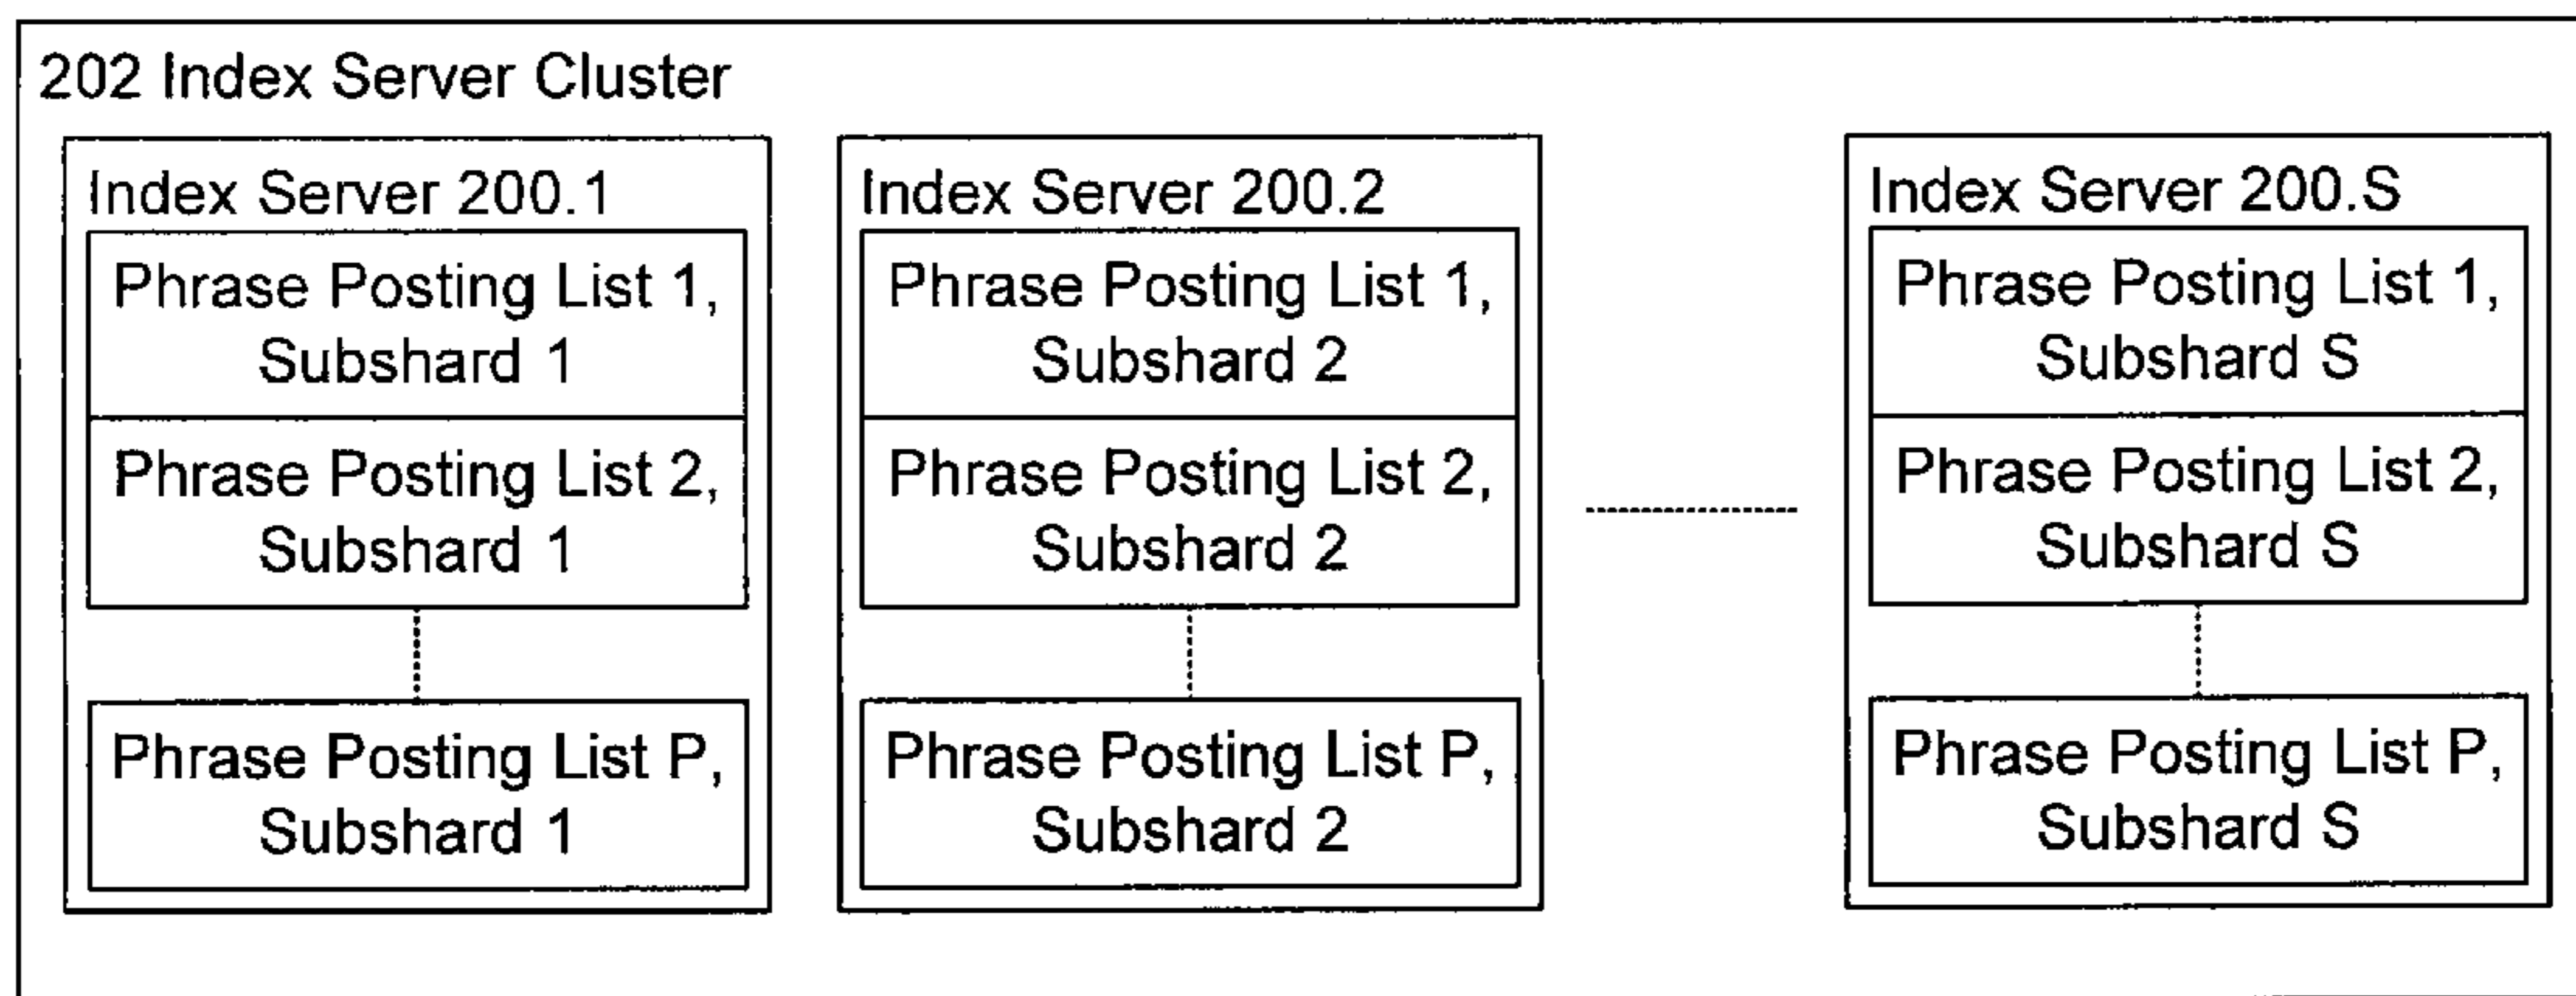 202 Index Server Cluster
Index Server 200.1
Phrase Posting List 1,
Subshard 1
Phrase Posting List 2,
Subshard 1
Phrase Posting List P,
Subshard 1
Index Server 200.2
Phrase Posting List 1,
Subshard 2
Phrase Posting List 2,
Subshard 2
Phrase Posting List P,
Subshard 2
Index Server 200.S
Phrase Posting List 1,
Subshard S
Phrase Posting List 2,
Subshard S
Phrase Posting List P,
Subshard S